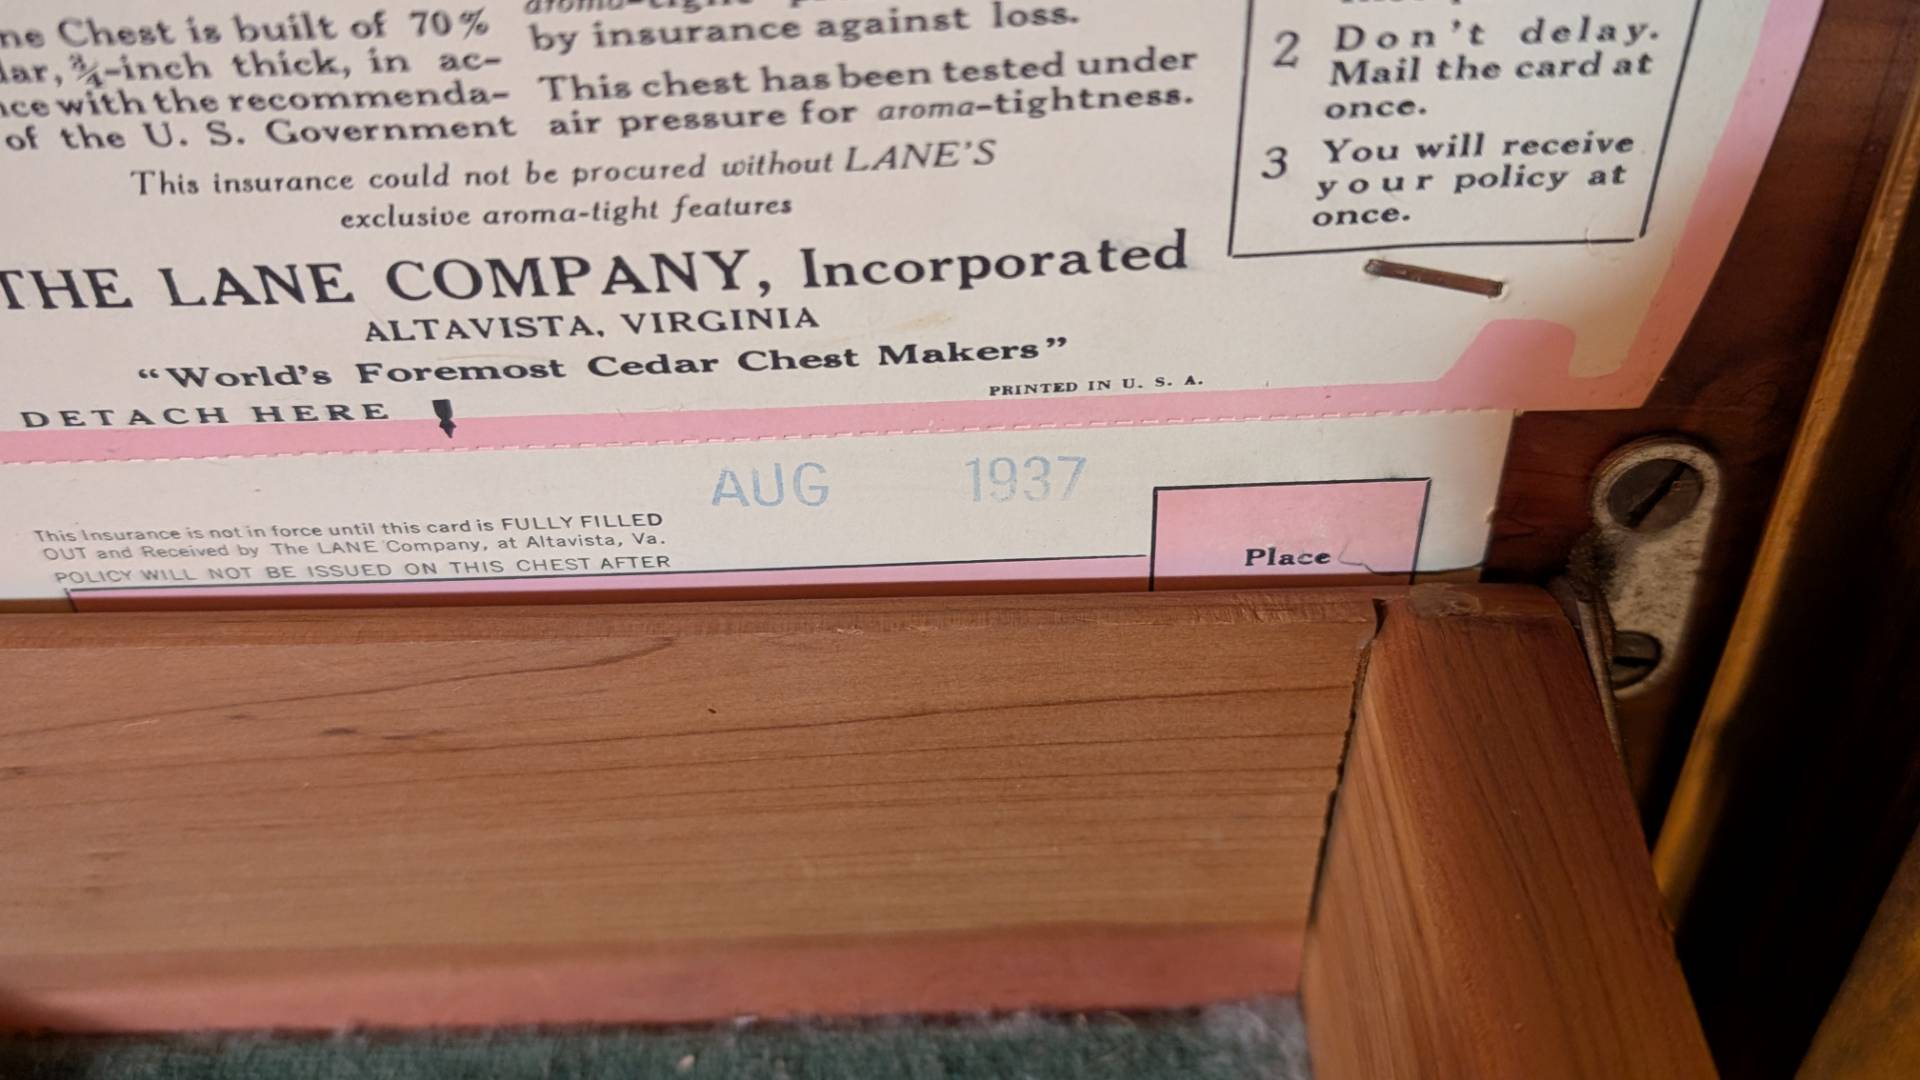 ne Chest is built of 70%
dar, ¾-inch thick, in ac-
nce with the recommenda-
of the U. S. Government
aroma-tight
by insurance against loss.
This chest has been tested under
air pressure for aroma-tightness.
This insurance could not be procured without LANE'S
exclusive aroma-tight features
THE LANE COMPANY, Incorporated
ALTAVISTA, VIRGINIA
"World's Foremost Cedar Chest Makers"
PRINTED IN U. S. A.
DETACH HERE
2 Don't delay.
Mail the card at
once.
3 You will receive
your policy at
once.
AUG 1937
This Insurance is not in force until this card is FULLY FILLED
OUT and Received by The LANE Company, at Altavista, Va.
POLICY WILL NOT BE ISSUED ON THIS CHEST AFTER
Place